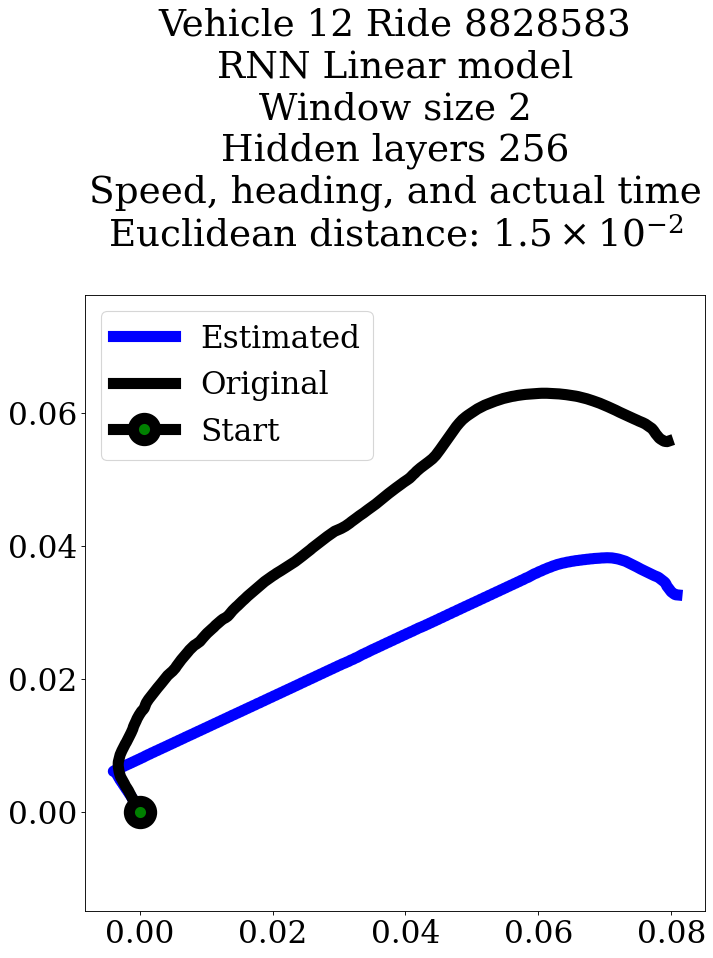 Vehicle 12 Ride 8828583
RNN Linear model
Window size 2
Hidden layers 256
Speed, heading, and actual time
Euclidean distance: 1.5 × 10⁻²
Estimated
Original
Start
0.06
0.04
0.02
0.00
0.00 0.02 0.04 0.06 0.08